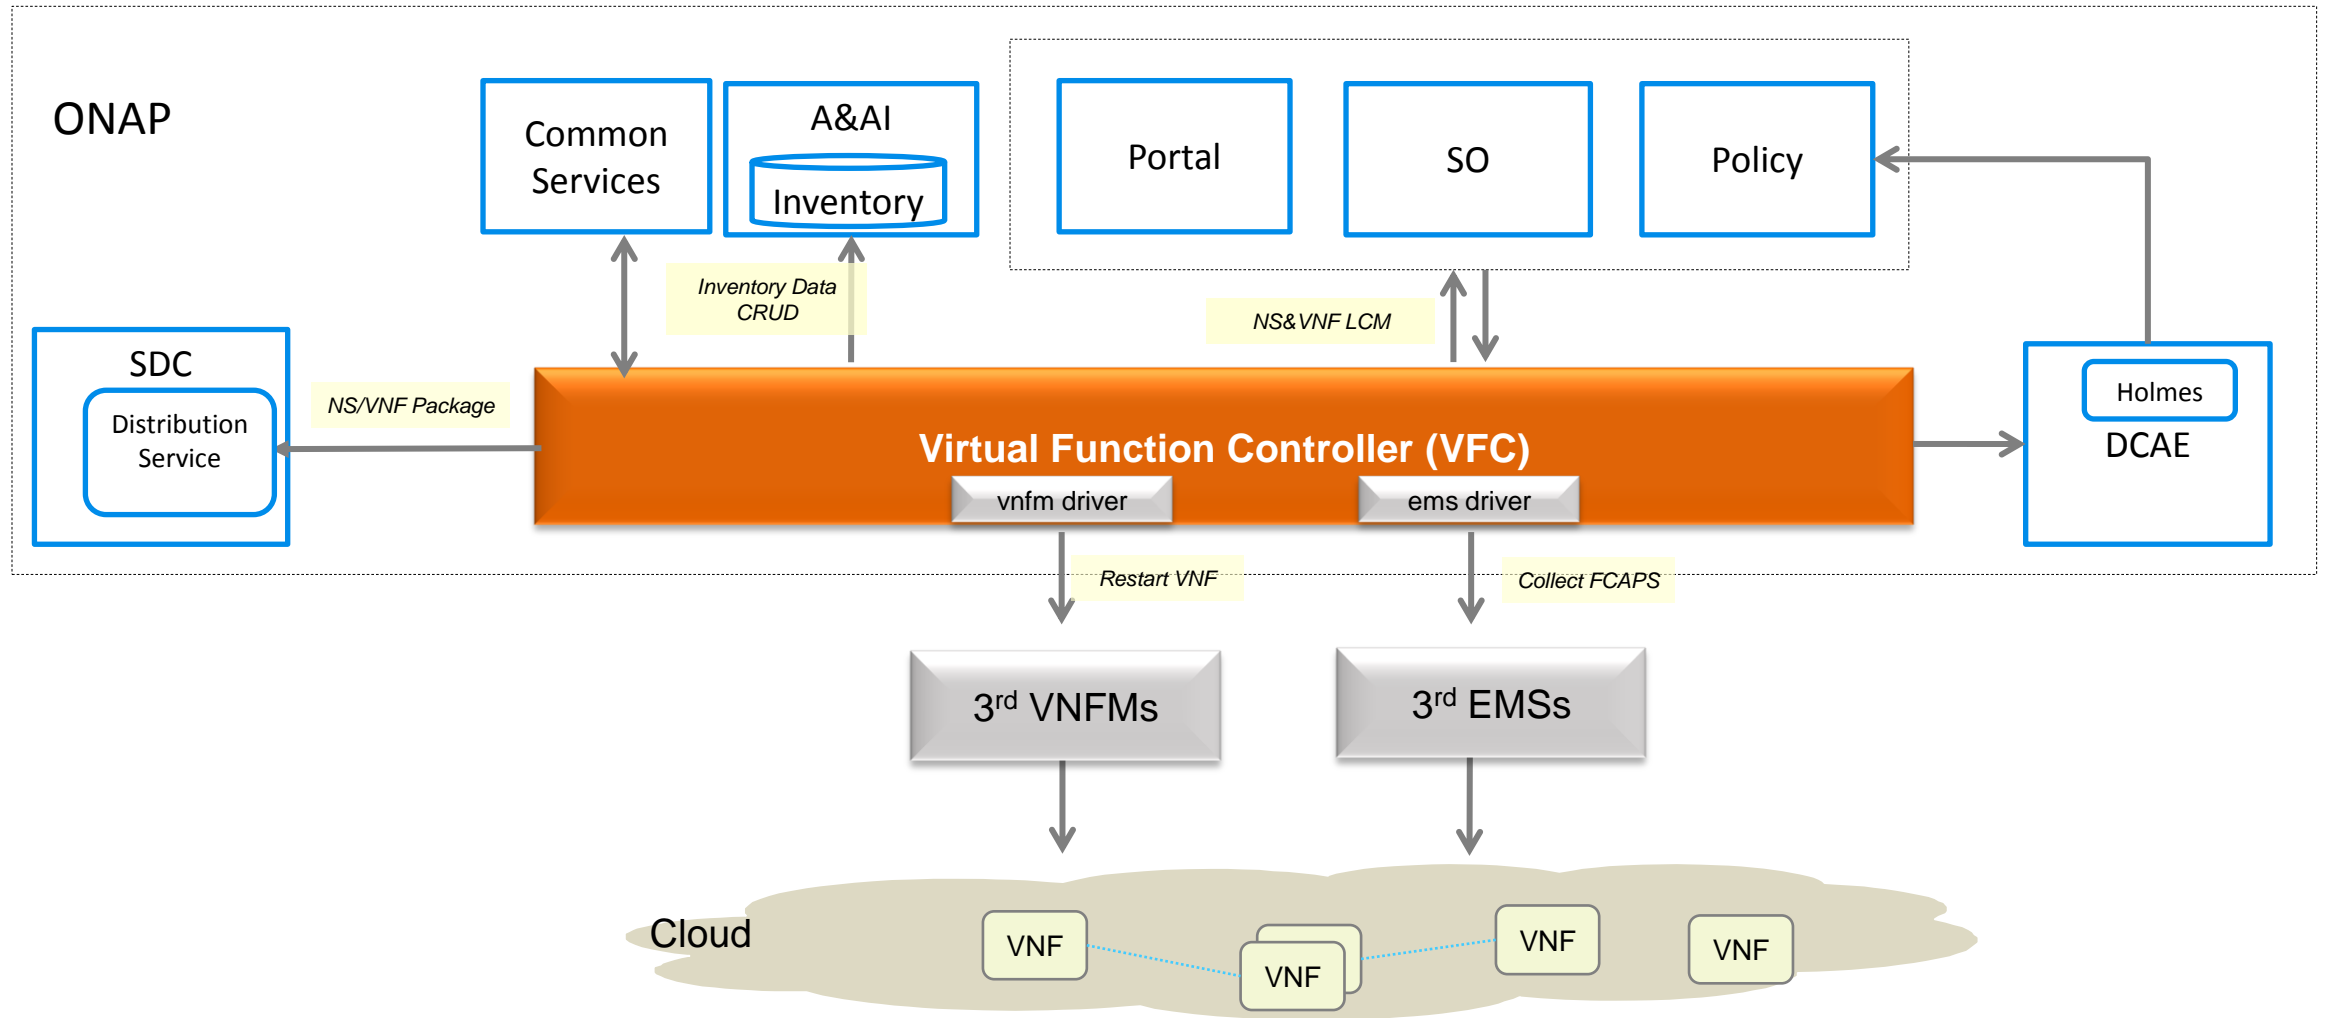 ONAP
Common
Services
A&AI
Inventory
Portal
SO
Policy
Inventory Data
CRUD
NS&VNF LCM
SDC
Distribution
Service
NS/VNF Package
Virtual Function Controller (VFC)
vnfm driver
ems driver
Holmes
DCAE
Restart VNF
Collect FCAPS
3rd VNFMs
3rd EMSs
Cloud
VNF
VNF
VNF
VNF